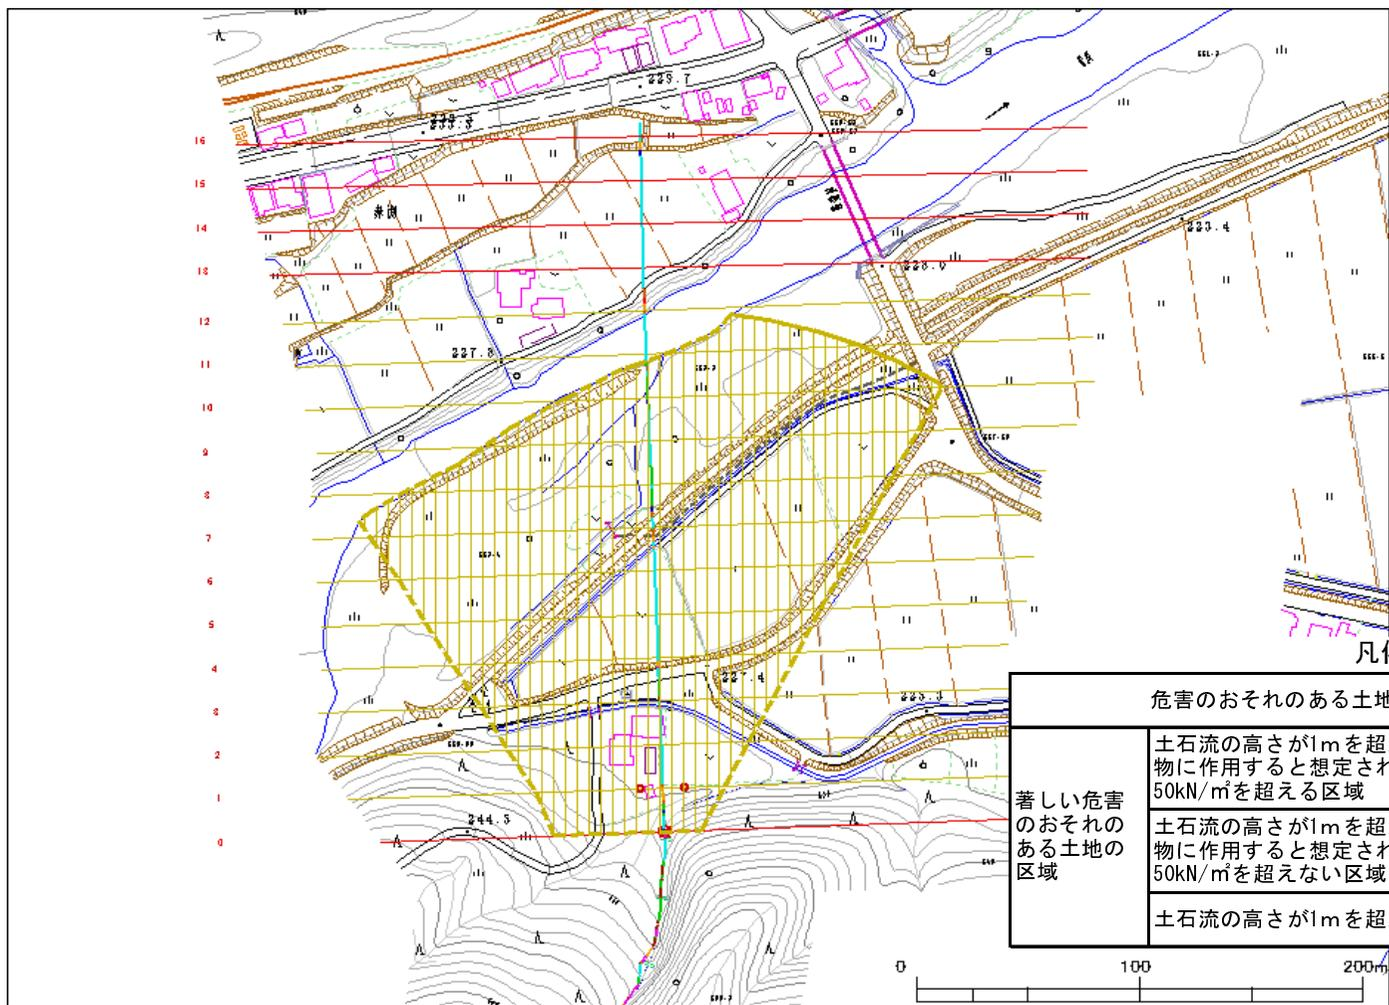 229.7
16
15
14
223.4
13
228.0
12
227.3
11
10
9
8
7
6
5
4
227.4
223.3
3
2
1
244.3
0
凡
危害のおそれのある土地
著しい危害
のおそれの
ある土地の
区域
土石流の高さが1mを超
物に作用すると想定され
50kN/㎡を超える区域
土石流の高さが1mを超
物に作用すると想定され
50kN/㎡を超えない区域
土石流の高さが1mを超
0 100 200m